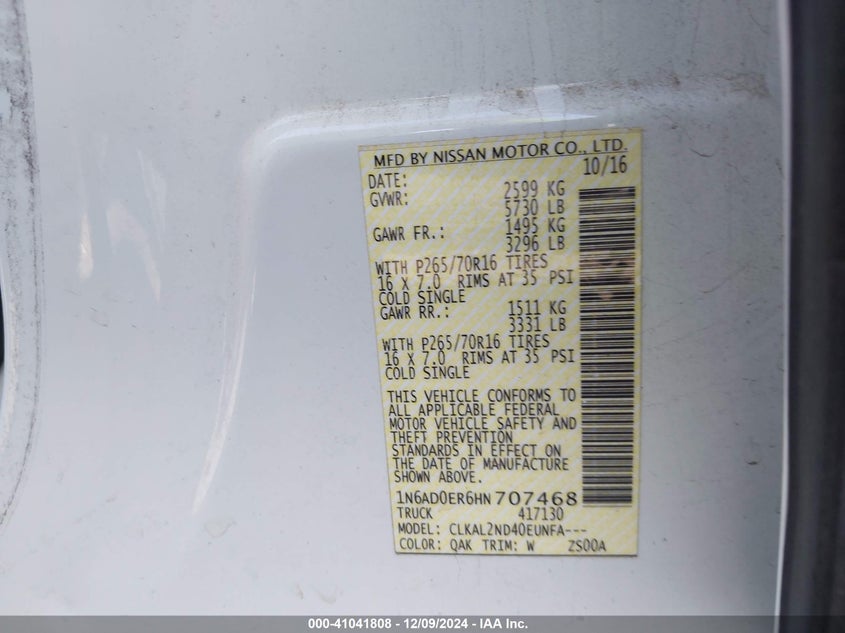 MFD BY NISSAN MOTOR CO., LTD.
DATE: 10/16
GVWR: 2599 KG
5730 LB
GAWR FR.: 1495 KG
3296 LB
WITH P265/70R16 TIRES
16 X 7.0 RIMS AT 35 PSI
COLD SINGLE
GAWR RR.: 1511 KG
3331 LB
WITH P265/70R16 TIRES
16 X 7.0 RIMS AT 35 PSI
COLD SINGLE
THIS VEHICLE CONFORMS TO
ALL APPLICABLE FEDERAL
MOTOR VEHICLE SAFETY AND
THEFT PREVENTION
STANDARDS IN EFFECT ON
THE DATE OF MANUFACTURE
SHOWN ABOVE.
1N6AD0ER6HN707468
TRUCK 417130
MODEL: CLKAL2ND40EUNFA---
COLOR: QAK TRIM: W ZS00A
000-41041808 - 12/09/2024 - IAA Inc.